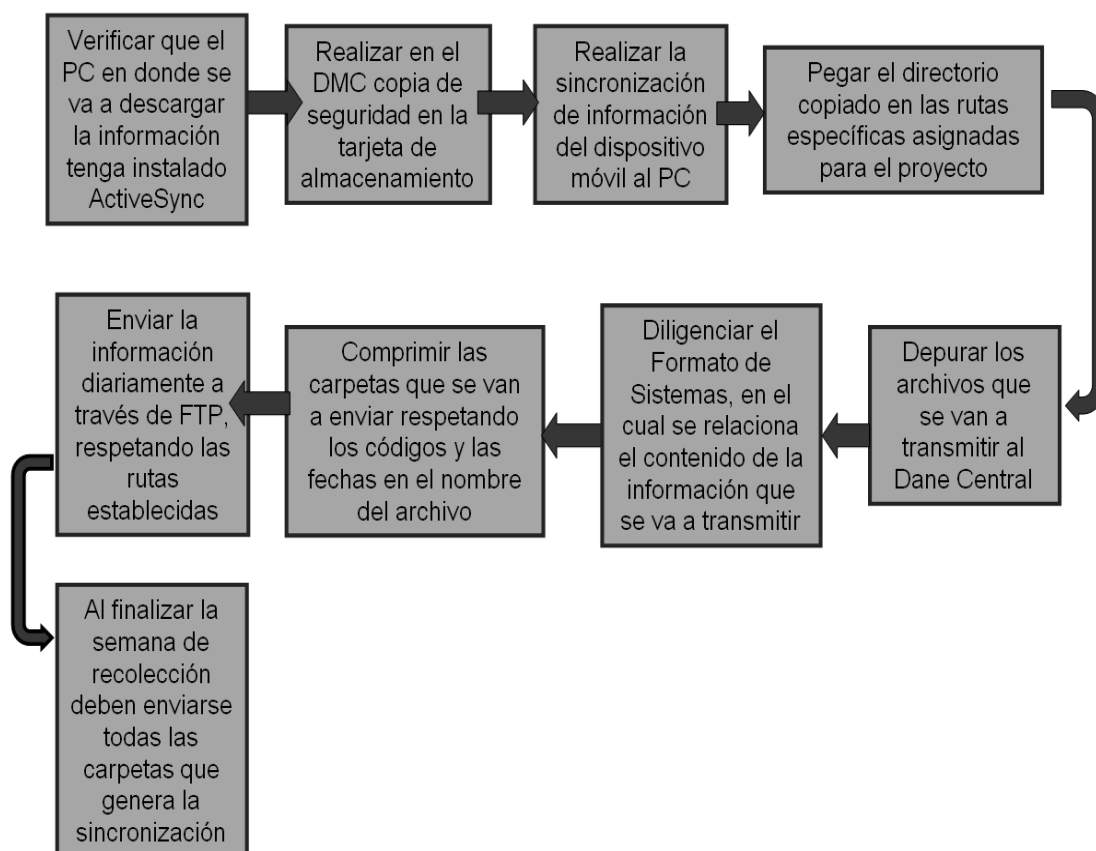 Verificar que el
PC en donde se
va a descargar
la información
tenga instalado
ActiveSync
Realizar en el
DMC copia de
seguridad en la
tarjeta de
almacenamiento
Realizar la
sincronización
de información
del dispositivo
móvil al PC
Pegar el directorio
copiado en las rutas
específicas asignadas
para el proyecto
Depurar los
archivos que
se van a
transmitir al
Dane Central
Diligenciar el
Formato de
Sistemas, en el
cual se relaciona
el contenido de la
información que
se va a transmitir
Comprimir las
carpetas que se van
a enviar respetando
los códigos y las
fechas en el nombre
del archivo
Enviar la
información
diariamente a
través de FTP,
respetando las
rutas
establecidas
Al finalizar la
semana de
recolección
deben enviarse
todas las
carpetas que
genera la
sincronización